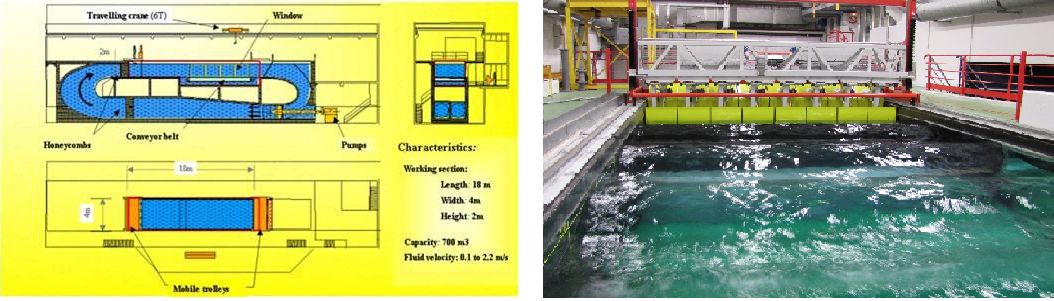 Travelling crane (6T)
Window
2m
Honeycombs
Conveyor belt
Pumps
18m
4m
Mobile trolleys
Characteristics:
Working section:
Length: 18 m
Width: 4m
Height: 2m
Capacity: 700 m3
Fluid velocity: 0.1 to 2.2 m/s